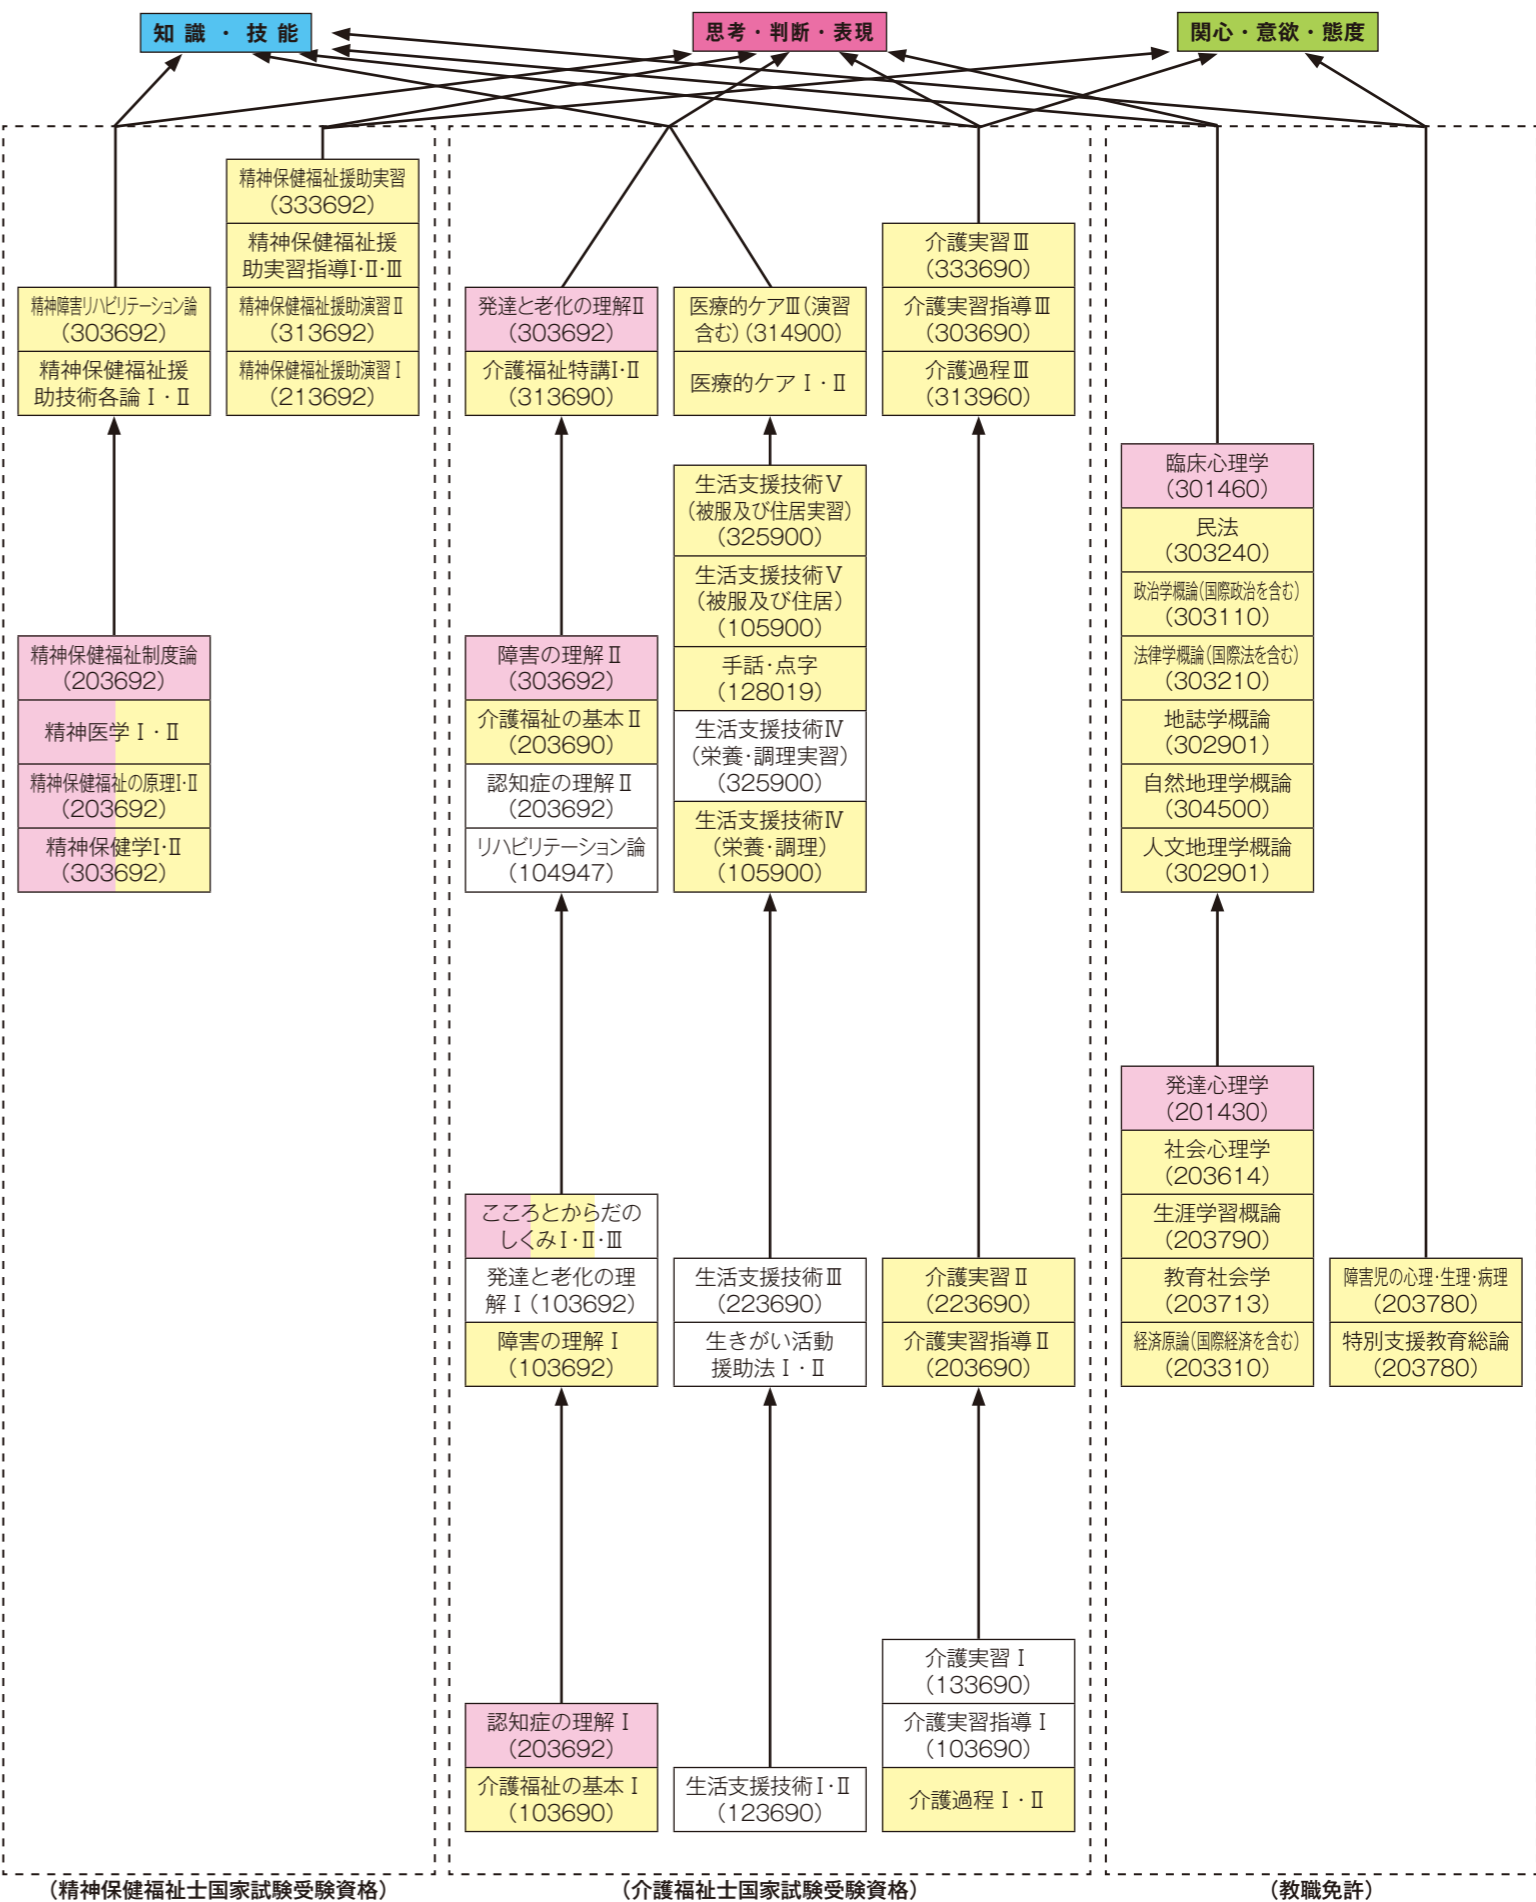 知識・技能
思考・判断・表現
関心・意欲・態度
精神障害リハビリテーション論
(303692)
精神保健福祉援
助技術各論Ⅰ・Ⅱ
精神保健福祉制度論
(203692)
精神医学Ⅰ・Ⅱ
精神保健福祉の原理Ⅰ・Ⅱ
(203692)
精神保健学Ⅰ・Ⅱ
(303692)
精神保健福祉援助実習
(333692)
精神保健福祉援
助実習指導Ⅰ・Ⅱ・Ⅲ
精神保健福祉援助演習Ⅱ
(313692)
精神保健福祉援助演習Ⅰ
(213692)
(精神保健福祉士国家試験受験資格)
発達と老化の理解Ⅱ
(303692)
介護福祉特講Ⅰ・Ⅱ
(313690)
障害の理解Ⅱ
(303692)
介護福祉の基本Ⅱ
(203690)
認知症の理解Ⅱ
(203692)
リハビリテーション論
(104947)
こころとからだの
しくみⅠ・Ⅱ・Ⅲ
発達と老化の理
解Ⅰ(103692)
障害の理解Ⅰ
(103692)
認知症の理解Ⅰ
(203692)
介護福祉の基本Ⅰ
(103690)
医療的ケアⅢ(演習
含む)(314900)
医療的ケアⅠ・Ⅱ
生活支援技術Ⅴ
(被服及び住居実習)
(325900)
生活支援技術Ⅴ
(被服及び住居)
(105900)
手話・点字
(128019)
生活支援技術Ⅳ
(栄養・調理実習)
(325900)
生活支援技術Ⅳ
(栄養・調理)
(105900)
生活支援技術Ⅲ
(223690)
生きがい活動
援助法Ⅰ・Ⅱ
生活支援技術Ⅰ・Ⅱ
(123690)
介護実習Ⅲ
(333690)
介護実習指導Ⅲ
(303690)
介護過程Ⅲ
(313960)
介護実習Ⅱ
(223690)
介護実習指導Ⅱ
(203690)
介護実習Ⅰ
(133690)
介護実習指導Ⅰ
(103690)
介護過程Ⅰ・Ⅱ
(介護福祉士国家試験受験資格)
臨床心理学
(301460)
民法
(303240)
政治学概論(国際政治を含む)
(303110)
法律学概論(国際法を含む)
(303210)
地誌学概論
(302901)
自然地理学概論
(304500)
人文地理学概論
(302901)
発達心理学
(201430)
社会心理学
(203614)
生涯学習概論
(203790)
教育社会学
(203713)
経済原論(国際経済を含む)
(203310)
障害児の心理・生理・病理
(203780)
特別支援教育総論
(203780)
(教職免許)